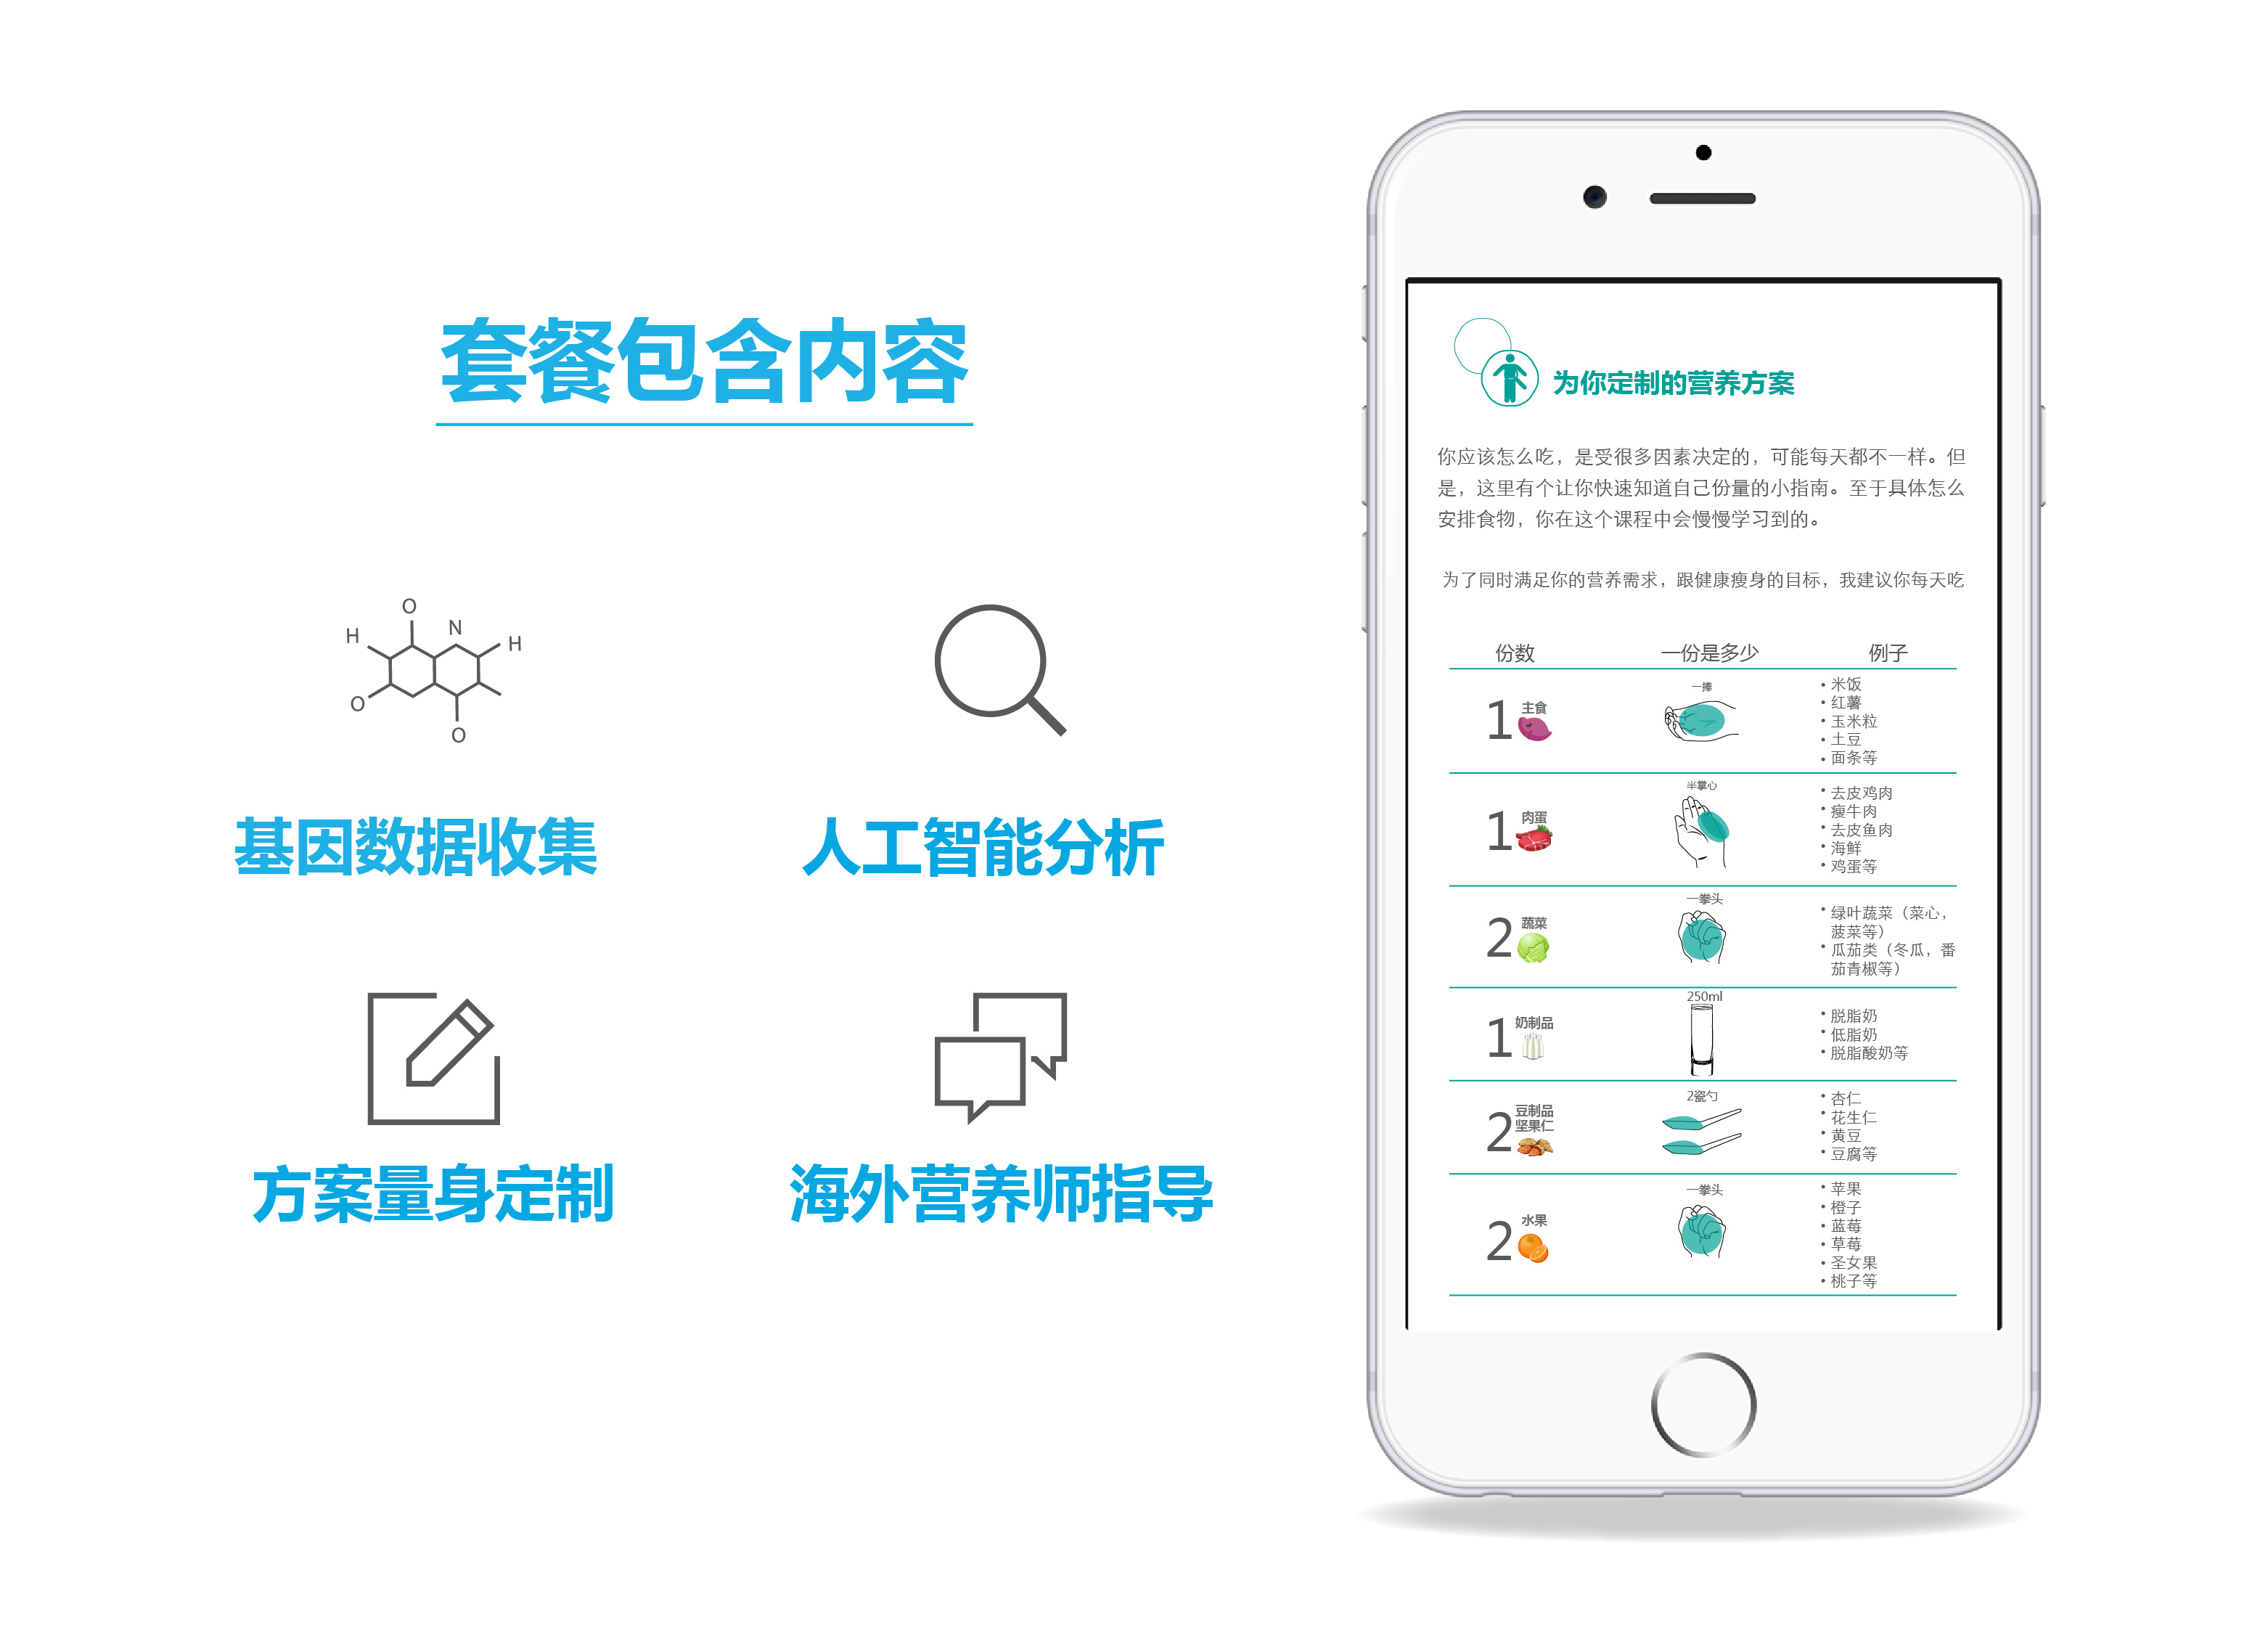 套餐包含内容
O
H
N
H
O
O
基因数据收集
人工智能分析
方案量身定制
海外营养师指导
为你定制的营养方案
你应该怎么吃，是受很多因素决定的，可能每天都不一样。但
是，这里有个让你快速知道自己份量的小指南。至于具体怎么
安排食物，你在这个课程中会慢慢学习到的。
为了同时满足你的营养需求，跟健康瘦身的目标，我建议你每天吃
份数 一份是多少 例子
1 主食
一捧
• 米饭
• 红薯
• 玉米粒
• 土豆
• 面条等
1 肉蛋
半掌心
• 去皮鸡肉
• 瘦牛肉
• 去皮鱼肉
• 海鲜
• 鸡蛋等
2 蔬菜
一拳头
• 绿叶蔬菜（菜心，
菠菜等）
• 瓜茄类（冬瓜，番
茄青椒等）
1 奶制品
250ml
• 脱脂奶
• 低脂奶
• 脱脂酸奶等
2 豆制品
坚果仁
2瓷勺
• 杏仁
• 花生仁
• 黄豆
• 豆腐等
2 水果
一拳头
• 苹果
• 橙子
• 蓝莓
• 草莓
• 圣女果
• 桃子等